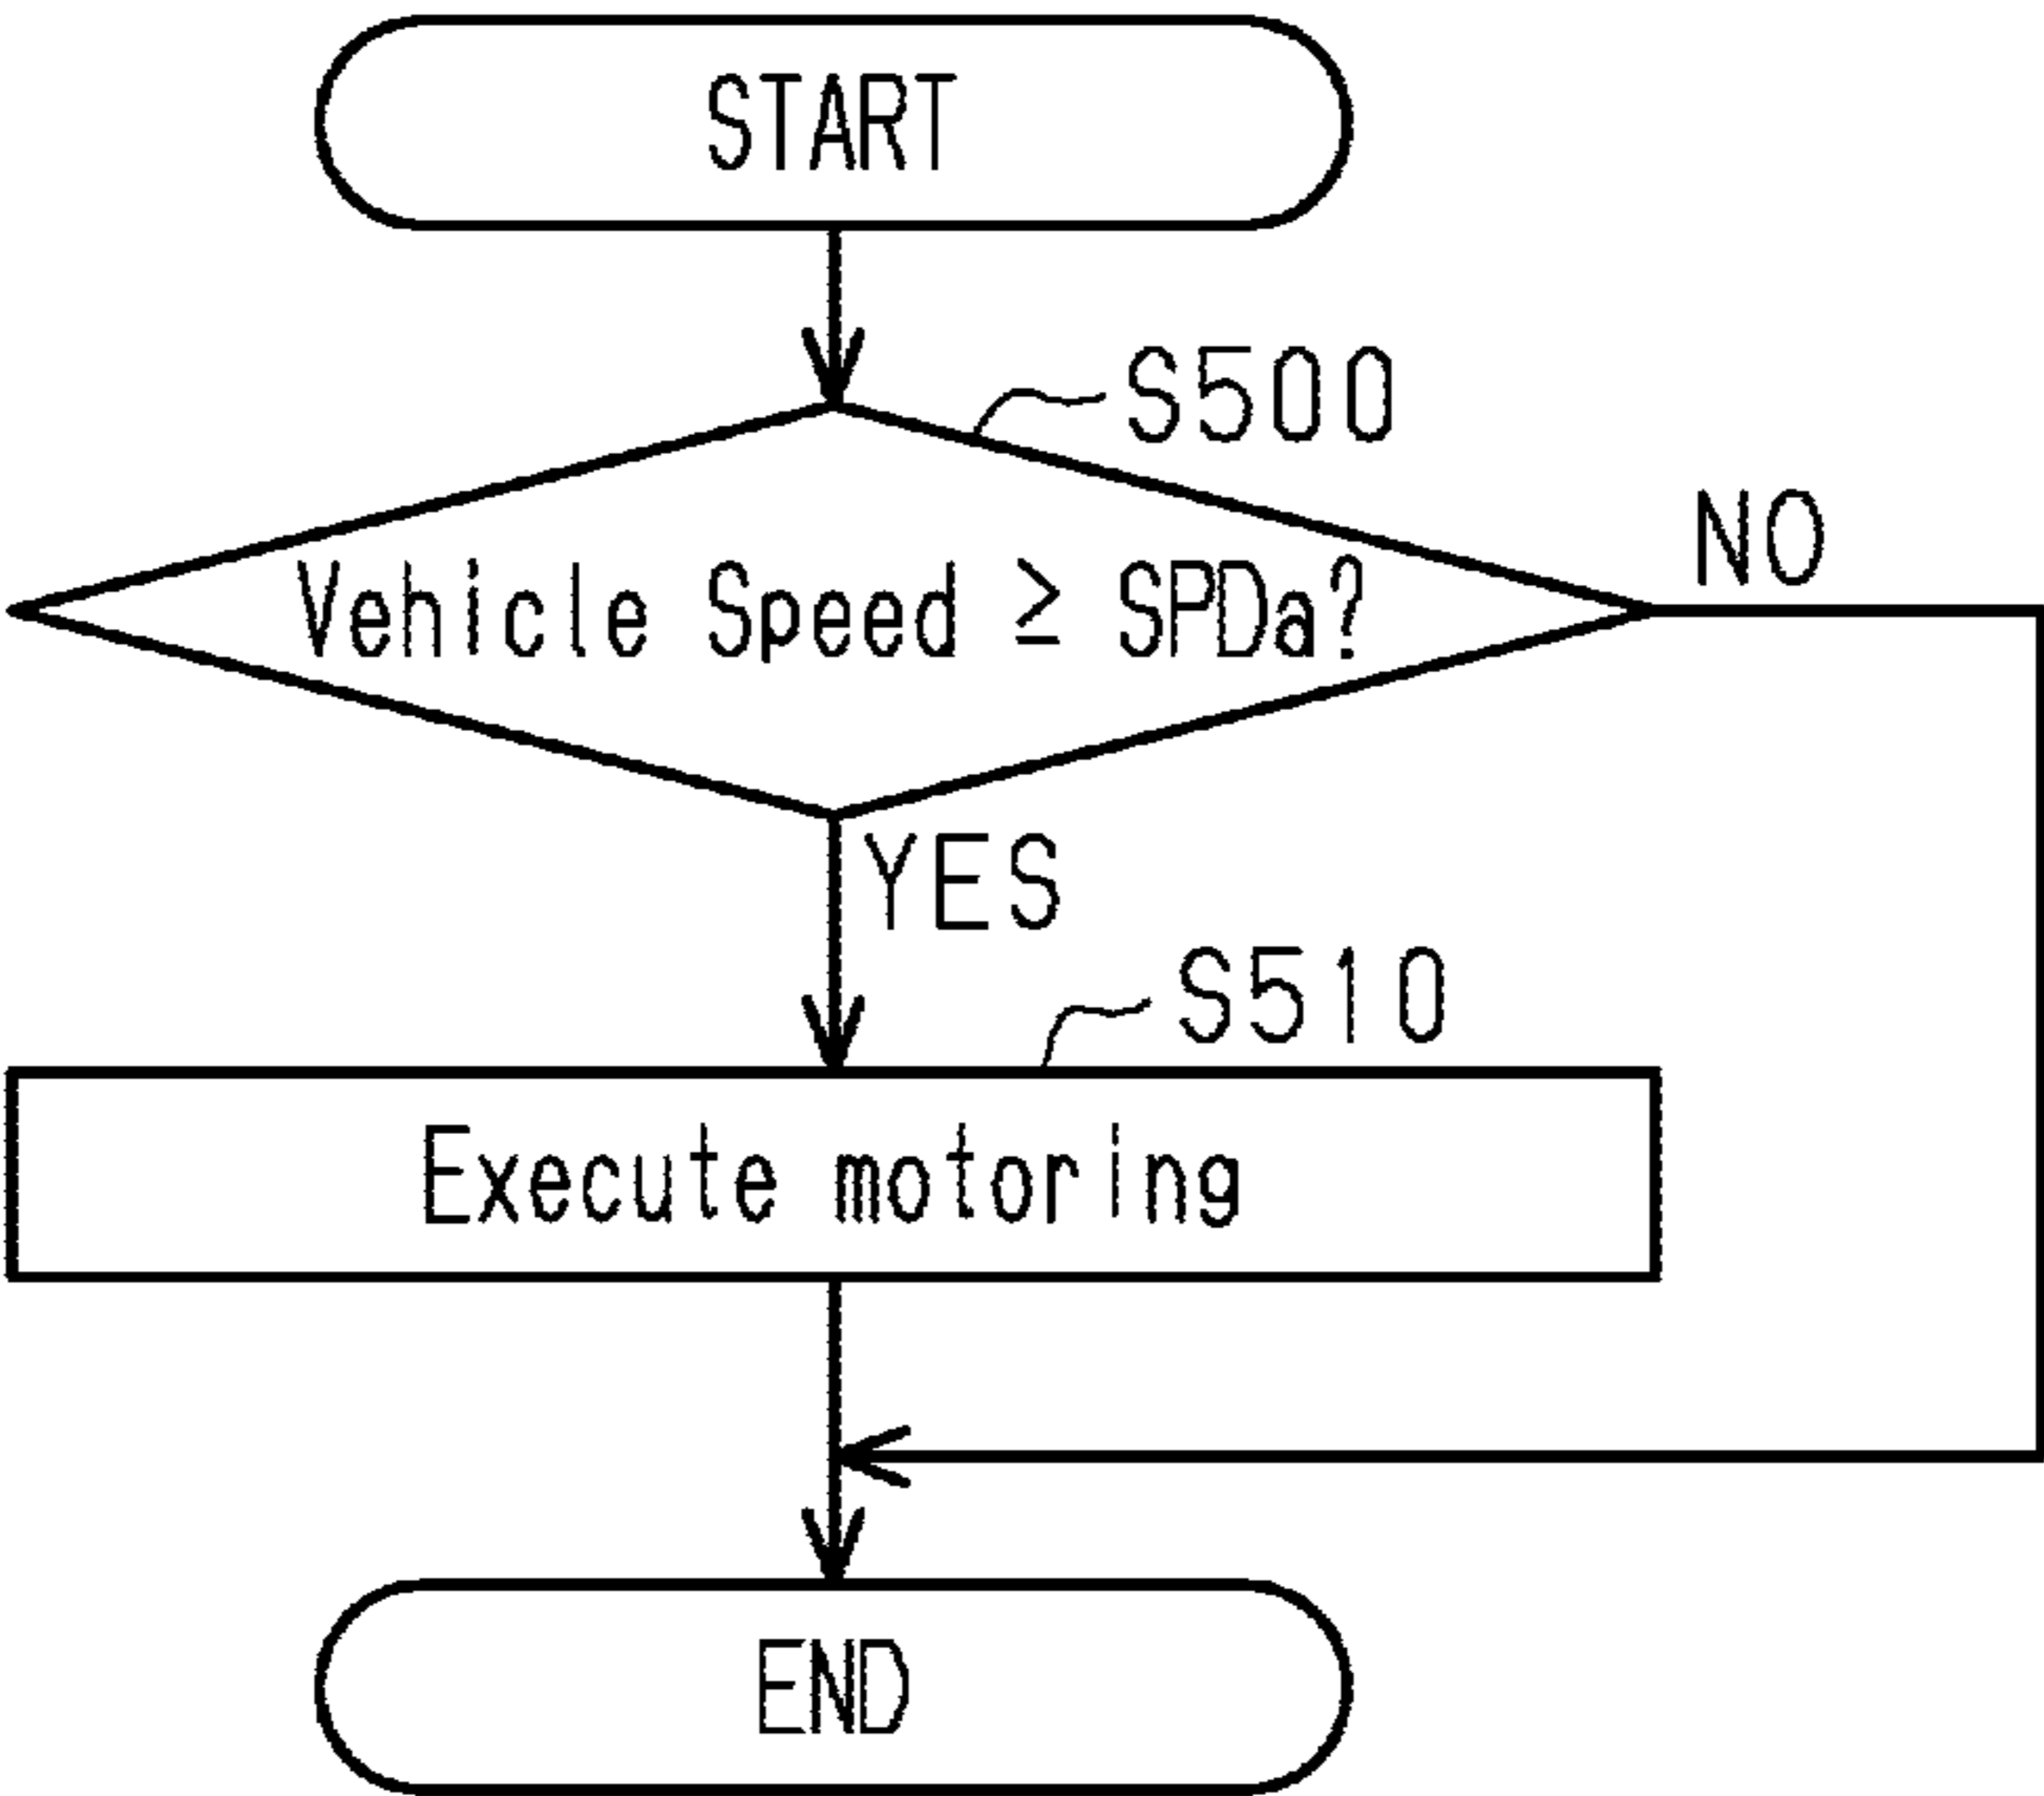 START
S500
NO
Vehicle Speed ≥ SPDa?
YES
S510
Execute motoring
END